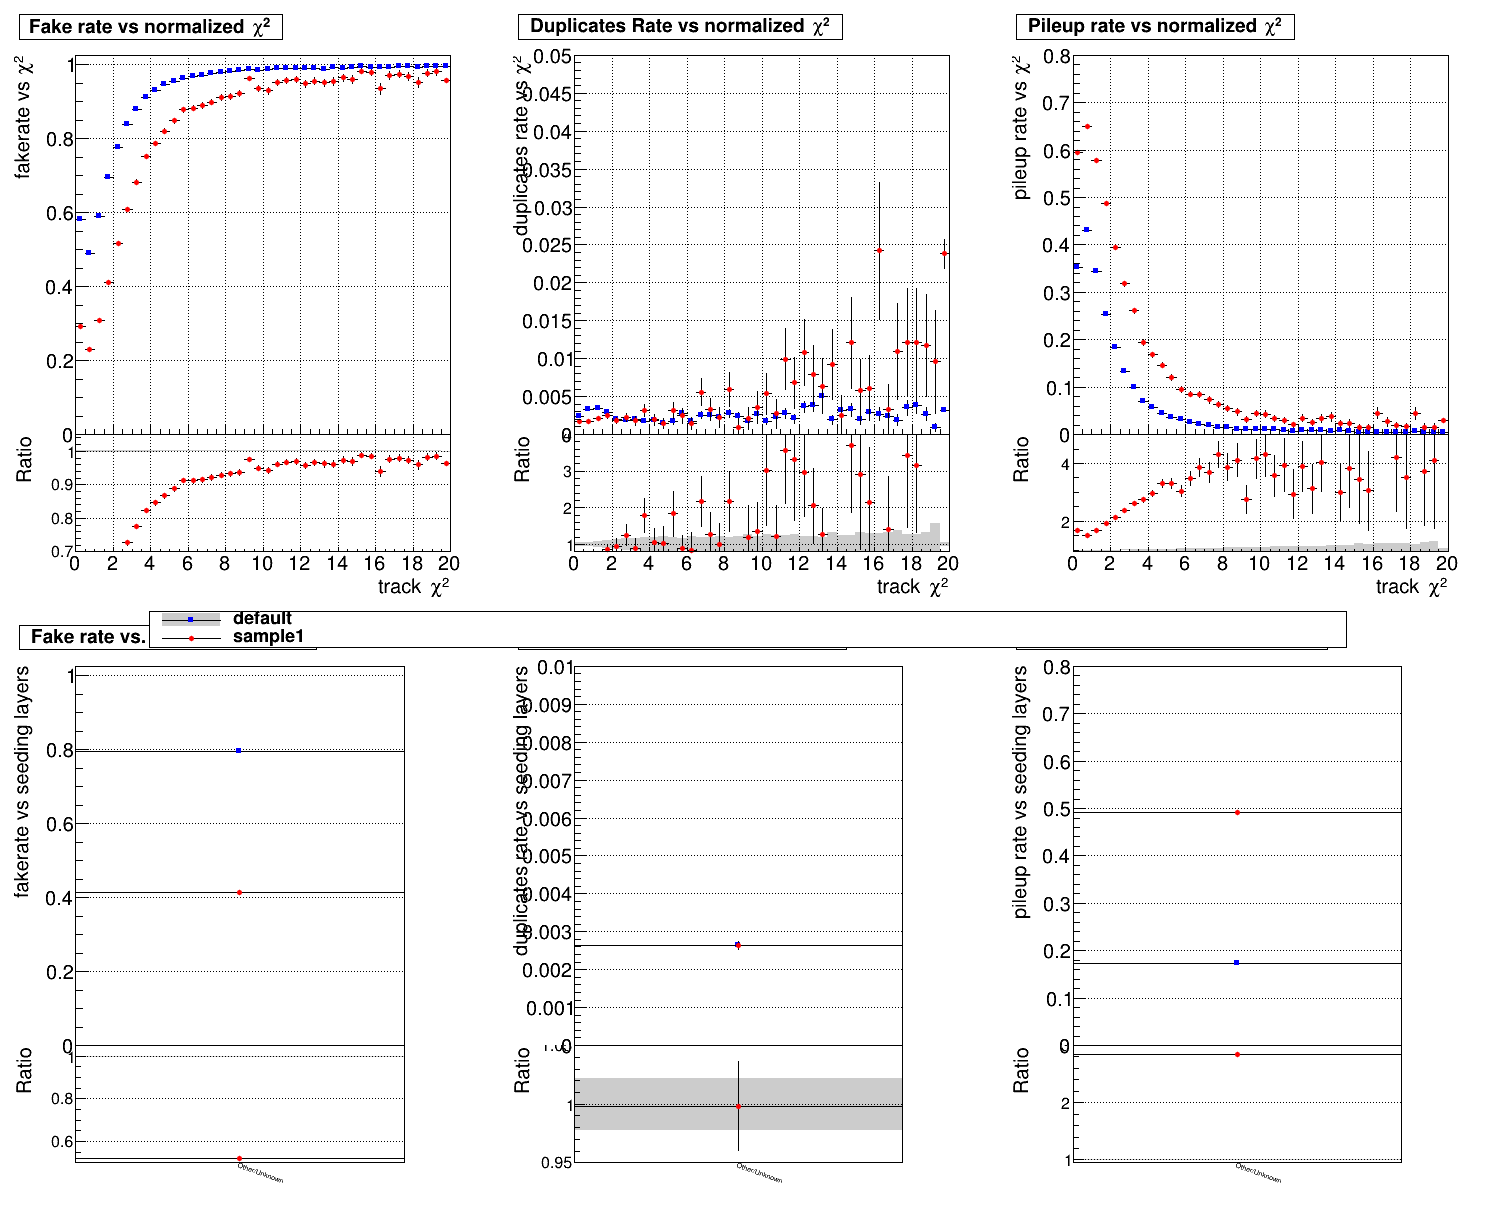 Fake rate vs normalized χ²
Duplicates Rate vs normalized χ²
Pileup rate vs normalized χ²
fakerate vs χ²
1
0.8
0.6
0.4
0.2
0
Ratio
1
0.9
0.8
0.7
0 2 4 6 8 10 12 14 16 18 20
track χ²
duplicates rate vs χ²
0.05
0.045
0.04
0.035
0.03
0.025
0.02
0.015
0.01
0.005
0
Ratio
3
2
1
0 2 4 6 8 10 12 14 16 18 20
track χ²
pileup rate vs χ²
0.8
0.7
0.6
0.5
0.4
0.3
0.2
0.1
Ratio
4
2
0 2 4 6 8 10 12 14 16 18 20
track χ²
default
sample1
Fake rate vs.
fakerate vs seeding layers
1
0.8
0.6
0.4
0.2
0
Ratio
1
0.8
0.6
Other/Unknown
duplicates rate vs seeding layers
0.01
0.009
0.008
0.007
0.006
0.005
0.004
0.003
0.002
0.001
0
Ratio
1
0.95
Other/Unknown
pileup rate vs seeding layers
0.8
0.7
0.6
0.5
0.4
0.3
0.2
0.1
0
Ratio
2
1
Other/Unknown